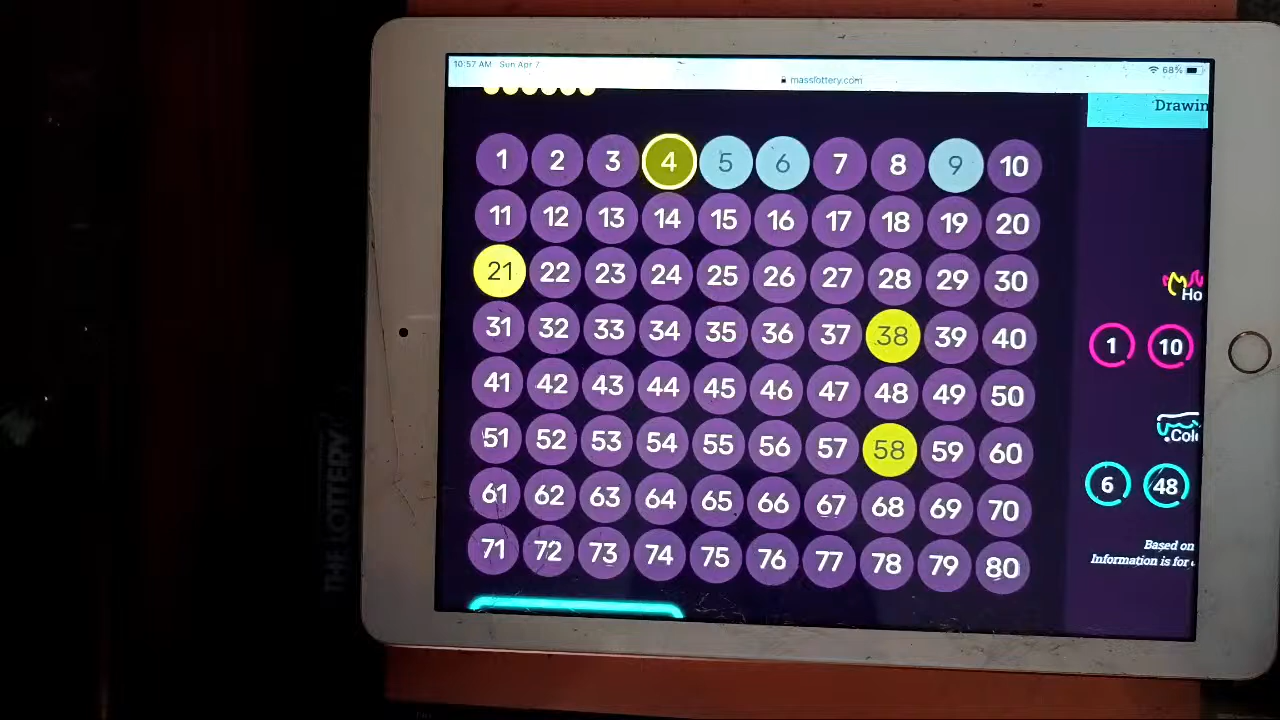 10:57 AM Sun Apr 7
68%
masslottery.com
Drawin
1 2 3 4 5 6 7 8 9 10
11 12 13 14 15 16 17 18 19 20
21 22 23 24 25 26 27 28 29 30
31 32 33 34 35 36 37 38 39 40
41 42 43 44 45 46 47 48 49 50
51 52 53 54 55 56 57 58 59 60
61 62 63 64 65 66 67 68 69 70
71 72 73 74 75 76 77 78 79 80
Ho
1 10
Col
6 48
Based on
Information is for
THE LOTTERY